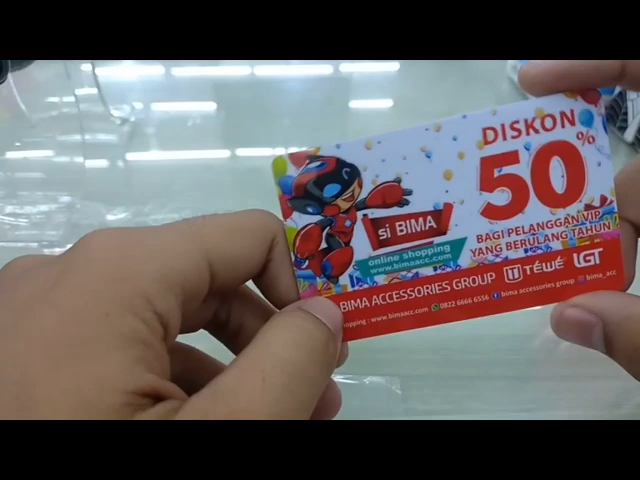 DISKON
50%
BAGI PELANGGAN VIP
YANG BERULANG TAHUN
si BIMA
online shopping
www.bimaacc.com
BIMA ACCESSORIES GROUP
TÉWÉ
LGT
hopping : www.bimaacc.com
0822 6666 6556
bima accessories group
bima_acc